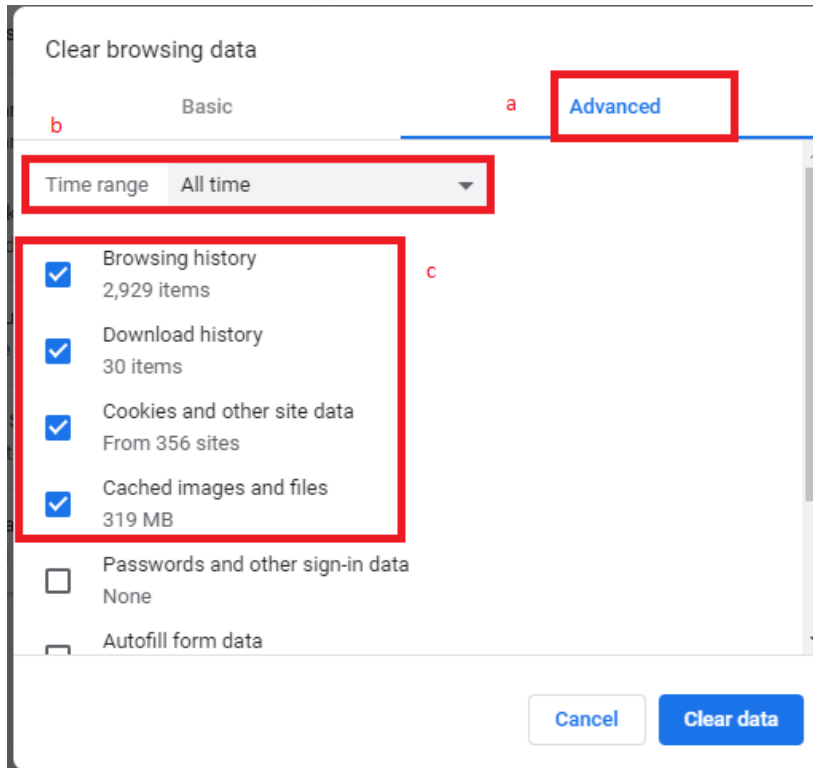 Clear browsing data
Basic
a
Advanced
b
Time range
All time
Browsing history
c
2,929 items
Download history
30 items
Cookies and other site data
From 356 sites
Cached images and files
319 MB
Passwords and other sign-in data
None
Autofill form data
Cancel
Clear data